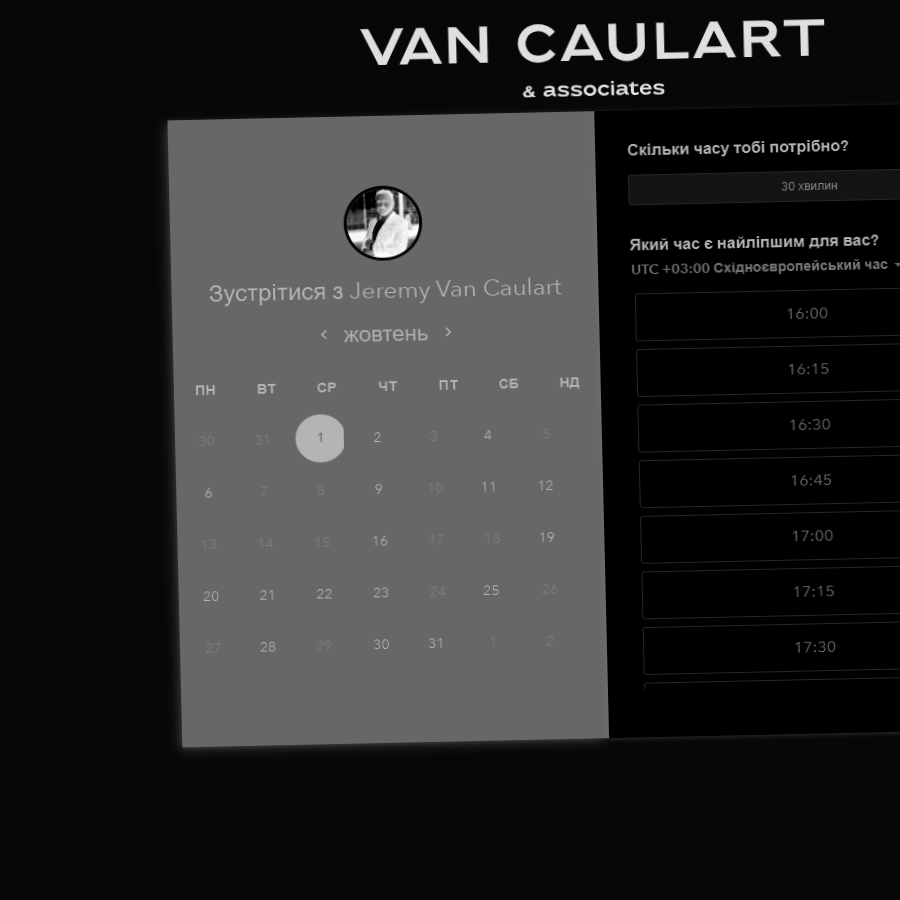 VAN CAULART
& associates
Зустрітися з Jeremy Van Caulart
жовтень
ПН ВТ СР ЧТ ПТ СБ НД
30 31 1 2 3 4 5
6 7 8 9 10 11 12
13 14 15 16 17 18 19
20 21 22 23 24 25 26
27 28 29 30 31 1 2
Скільки часу тобі потрібно?
30 хвилин
Який час є найліпшим для вас?
UTC +03:00 Східноєвропейський час
16:00
16:15
16:30
16:45
17:00
17:15
17:30